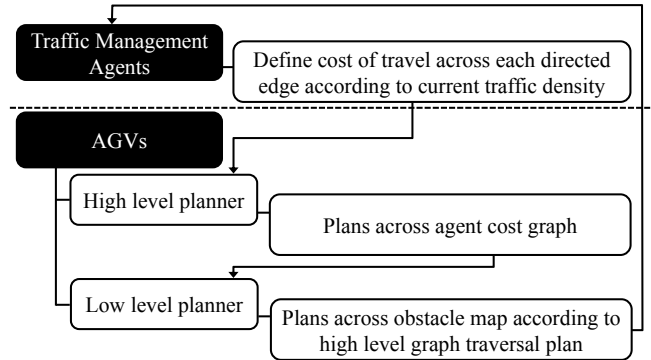 Traffic Management
Agents
Define cost of travel across each directed
edge according to current traffic density
AGVs
High level planner
Plans across agent cost graph
Low level planner
Plans across obstacle map according to
high level graph traversal plan